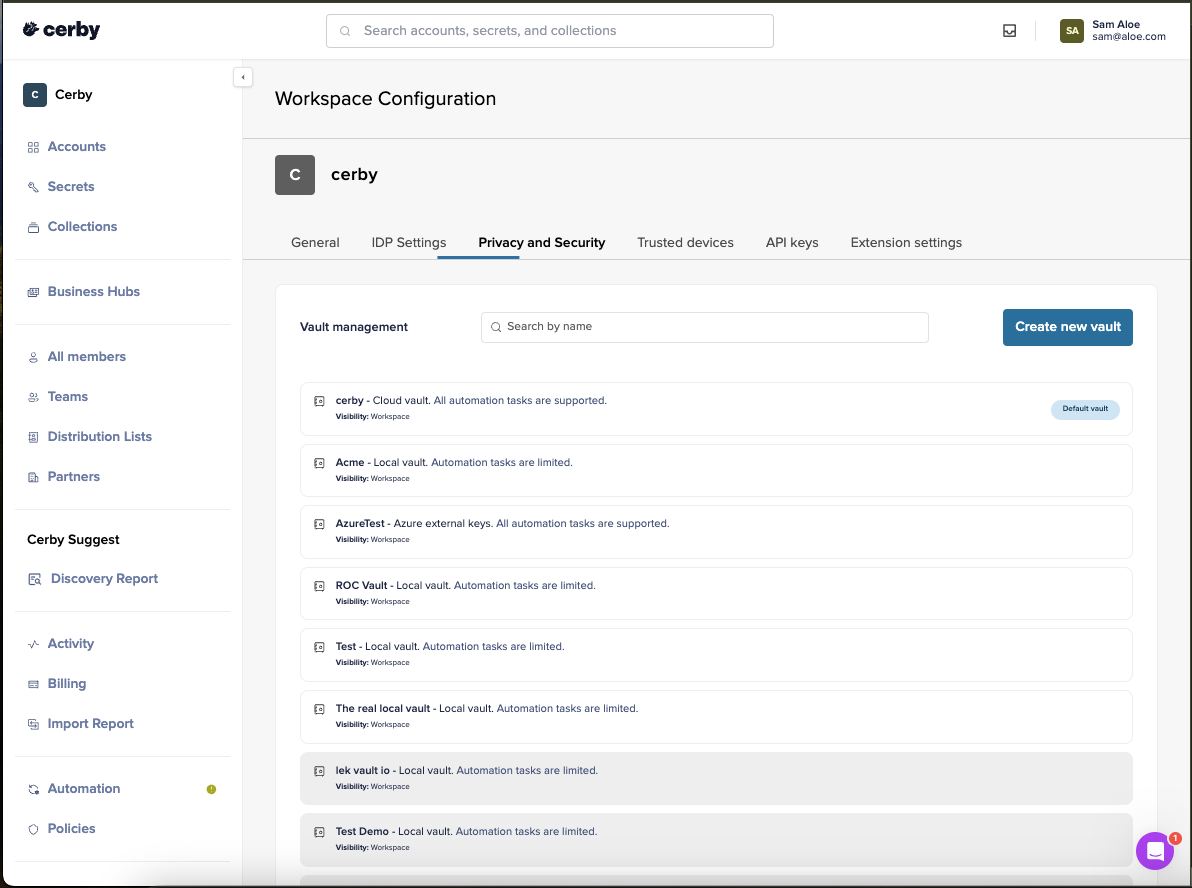 cerby
Search accounts, secrets, and collections
SA
Sam Aloe
sam@aloe.com
C
Cerby
Accounts
Secrets
Collections
Business Hubs
All members
Teams
Distribution Lists
Partners
Cerby Suggest
Discovery Report
Activity
Billing
Import Report
Automation
Policies
Workspace Configuration
C
cerby
General IDP Settings Privacy and Security Trusted devices API keys Extension settings
Vault management
Search by name
Create new vault
cerby - Cloud vault. All automation tasks are supported.
Visibility: Workspace
Default vault
Acme - Local vault. Automation tasks are limited.
Visibility: Workspace
AzureTest - Azure external keys. All automation tasks are supported.
Visibility: Workspace
ROC Vault - Local vault. Automation tasks are limited.
Visibility: Workspace
Test - Local vault. Automation tasks are limited.
Visibility: Workspace
The real local vault - Local vault. Automation tasks are limited.
Visibility: Workspace
lek vault io - Local vault. Automation tasks are limited.
Visibility: Workspace
Test Demo - Local vault. Automation tasks are limited.
Visibility: Workspace
1